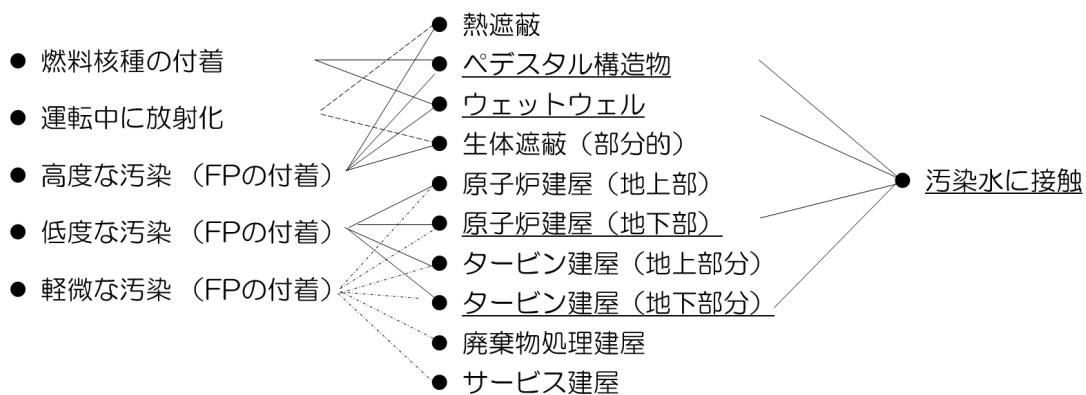 ● 燃料核種の付着
● 運転中に放射化
● 高度な汚染 （FPの付着）
● 低度な汚染 （FPの付着）
● 軽微な汚染 （FPの付着）
● 熱遮蔽
● ペデスタル構造物
● ウェットウェル
● 生体遮蔽（部分的）
● 原子炉建屋（地上部）
● 原子炉建屋（地下部）
● タービン建屋（地上部分）
● タービン建屋（地下部分）
● 廃棄物処理建屋
● サービス建屋
● 汚染水に接触